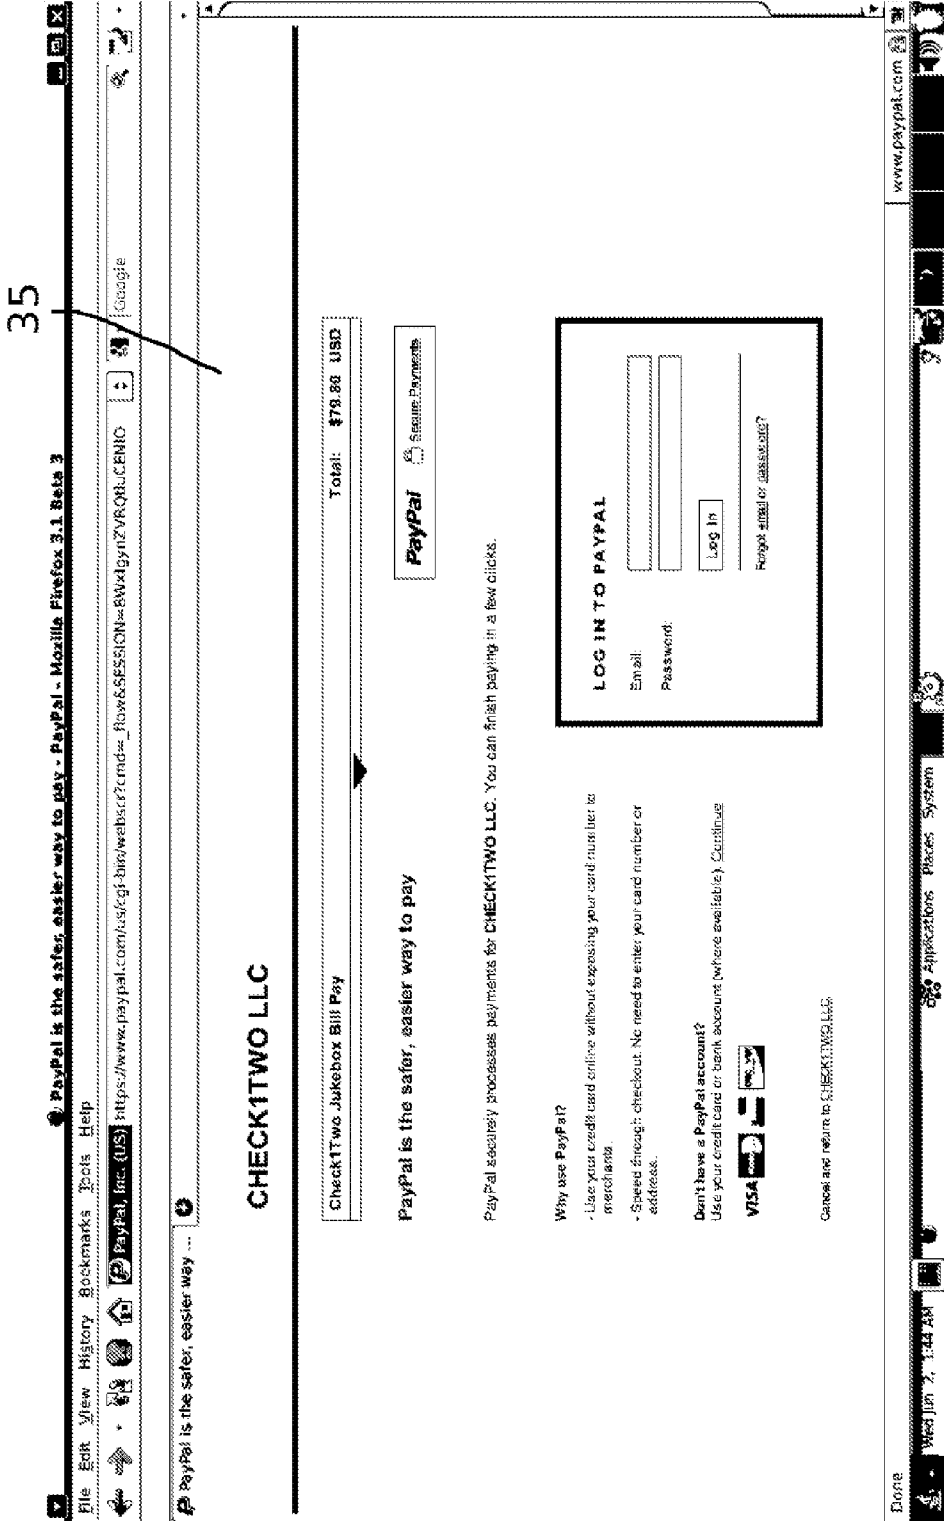 35
PayPal is the safer, easier way to pay - PayPal - Mozilla Firefox 3.1 Beta 3
File Edit View History Bookmarks Tools Help
PayPal, Inc. (US) https://www.paypal.com/us/cgi-bin/webscr?cmd=_flow&SESSION= Google
PayPal is the safer, easier way ...
CHECK1TWO LLC
Check1Two Jukebox Bill Pay Total: $79.80 USD
PayPal is the safer, easier way to pay PayPal Secure Payments
PayPal securely processes payments for CHECK1TWO LLC. You can finish paying in a few clicks.
Why use PayPal?
- Use your credit card online without exposing your card number to
merchants.
- Speed through checkout. No need to enter your card number or
address.
Don't have a PayPal account?
Use your credit card or bank account (where available). Continue
VISA
Cancel and return to CHECK1TWO LLC.
LOG IN TO PAYPAL
Email:
Password:
Log In
Forgot email or password?
Done www.paypal.com
Wed Jun 2, 1:44 AM Applications Places System